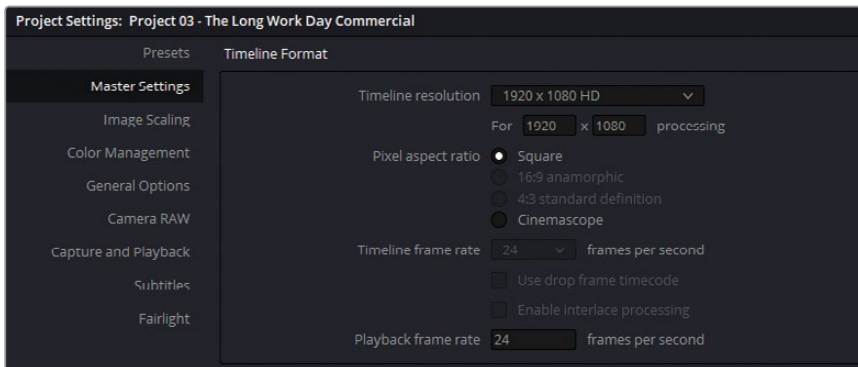 Project Settings: Project 03 - The Long Work Day Commercial
Presets
Timeline Format
Master Settings
Timeline resolution 1920 x 1080 HD
Image Scaling
For 1920 x 1080 processing
Color Management
Pixel aspect ratio Square
16:9 anamorphic
General Options
4:3 standard definition
Camera RAW
Cinemascope
Capture and Playback
Timeline frame rate 24 frames per second
Subtitles
Use drop frame timecode
Enable interlace processing
Fairlight
Playback frame rate 24 frames per second